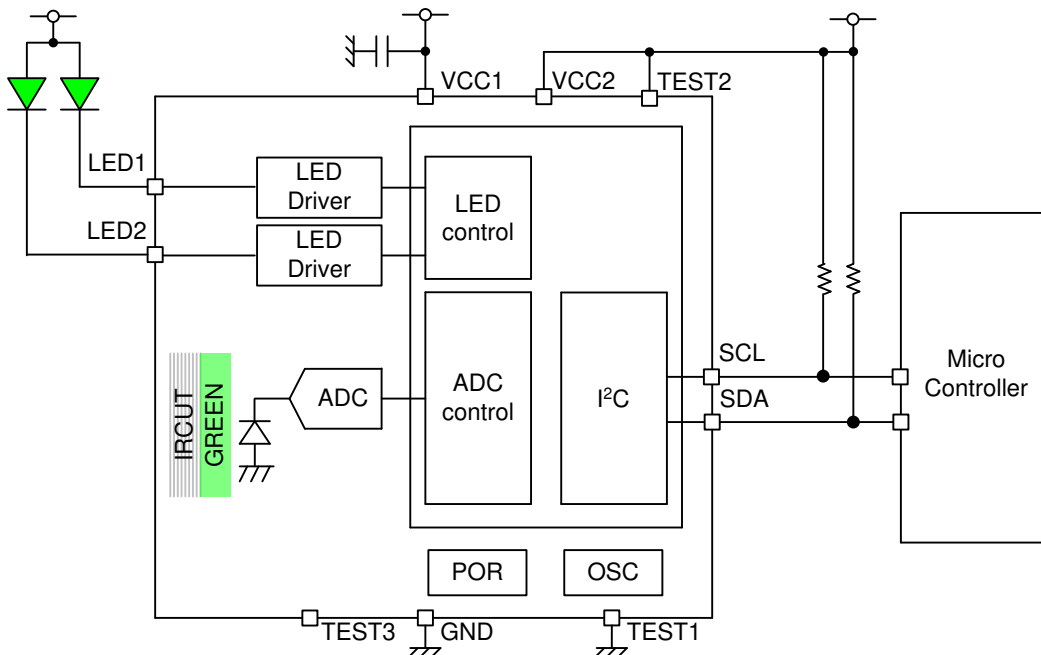 VCC1
VCC2
TEST2
LED1
LED
Driver
LED
control
LED2
LED
Driver
IRCUT
GREEN
ADC
ADC
control
I²C
SCL
SDA
Micro
Controller
POR
OSC
TEST3
GND
TEST1